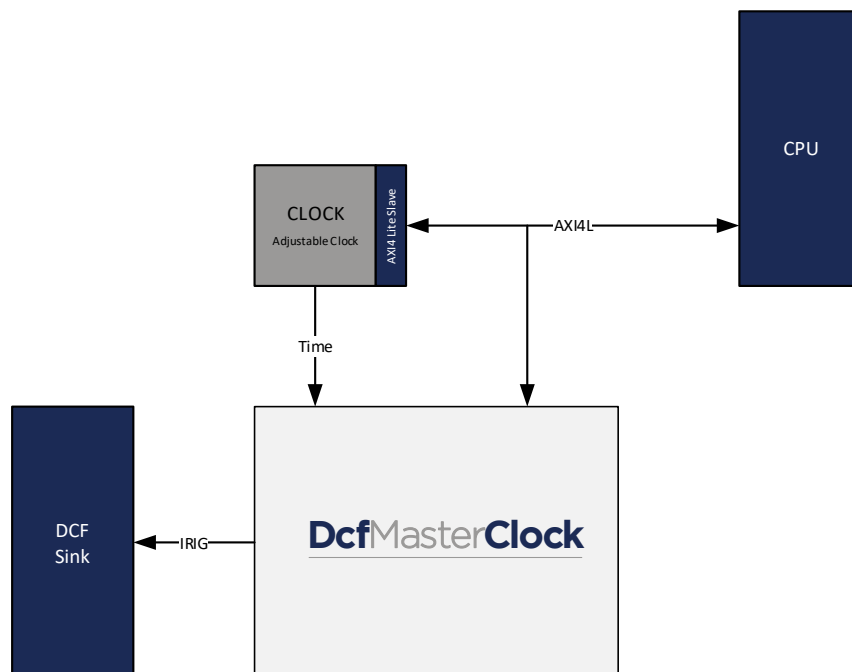 CPU
CLOCK
Adjustable Clock
AXI4 Lite Slave
AXI4L
Time
DCF
Sink
IRIG
DcfMasterClock